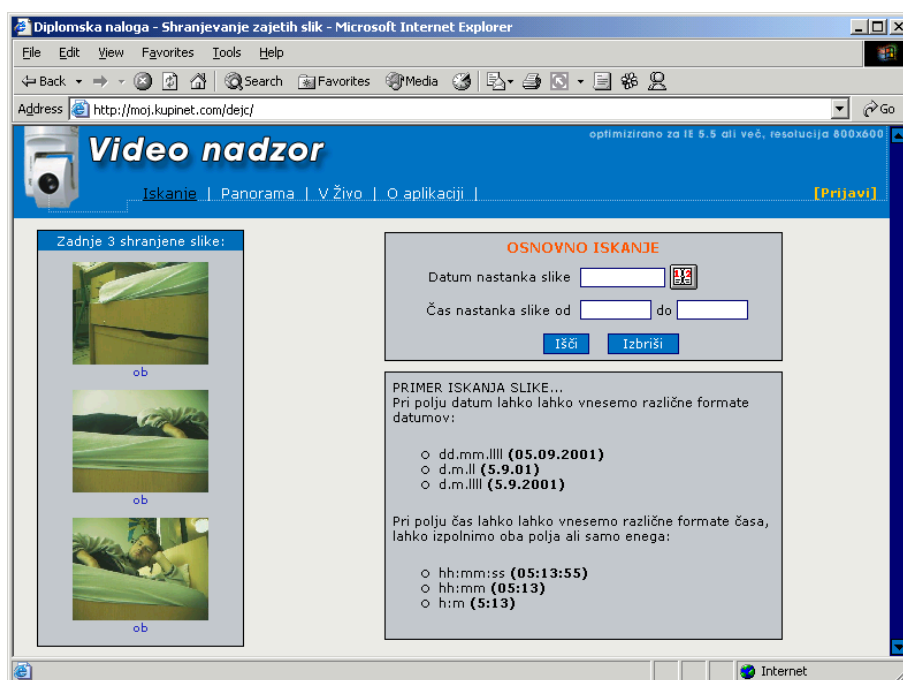 Diplomska naloga - Shranjevanje zajetih slik - Microsoft Internet Explorer
File Edit View Favorites Tools Help
Back Search Favorites Media
Address http://moj.kupinet.com/dejc/ Go
optimizirano za IE 5.5 ali več, resolucija 800x600
Video nadzor
Iskanje | Panorama | V Živo | O aplikaciji |
[Prijavi]
Zadnje 3 shranjene slike:
ob
ob
ob
OSNOVNO ISKANJE
Datum nastanka slike
Čas nastanka slike od do
Išči Izbriši
PRIMER ISKANJA SLIKE...
Pri polju datum lahko lahko vnesemo različne formate
datumov:
dd.mm.llll (05.09.2001)
d.m.ll (5.9.01)
d.m.llll (5.9.2001)
Pri polju čas lahko lahko vnesemo različne formate časa,
lahko izpolnimo oba polja ali samo enega:
hh:mm:ss (05:13:55)
hh:mm (05:13)
h:m (5:13)
Internet